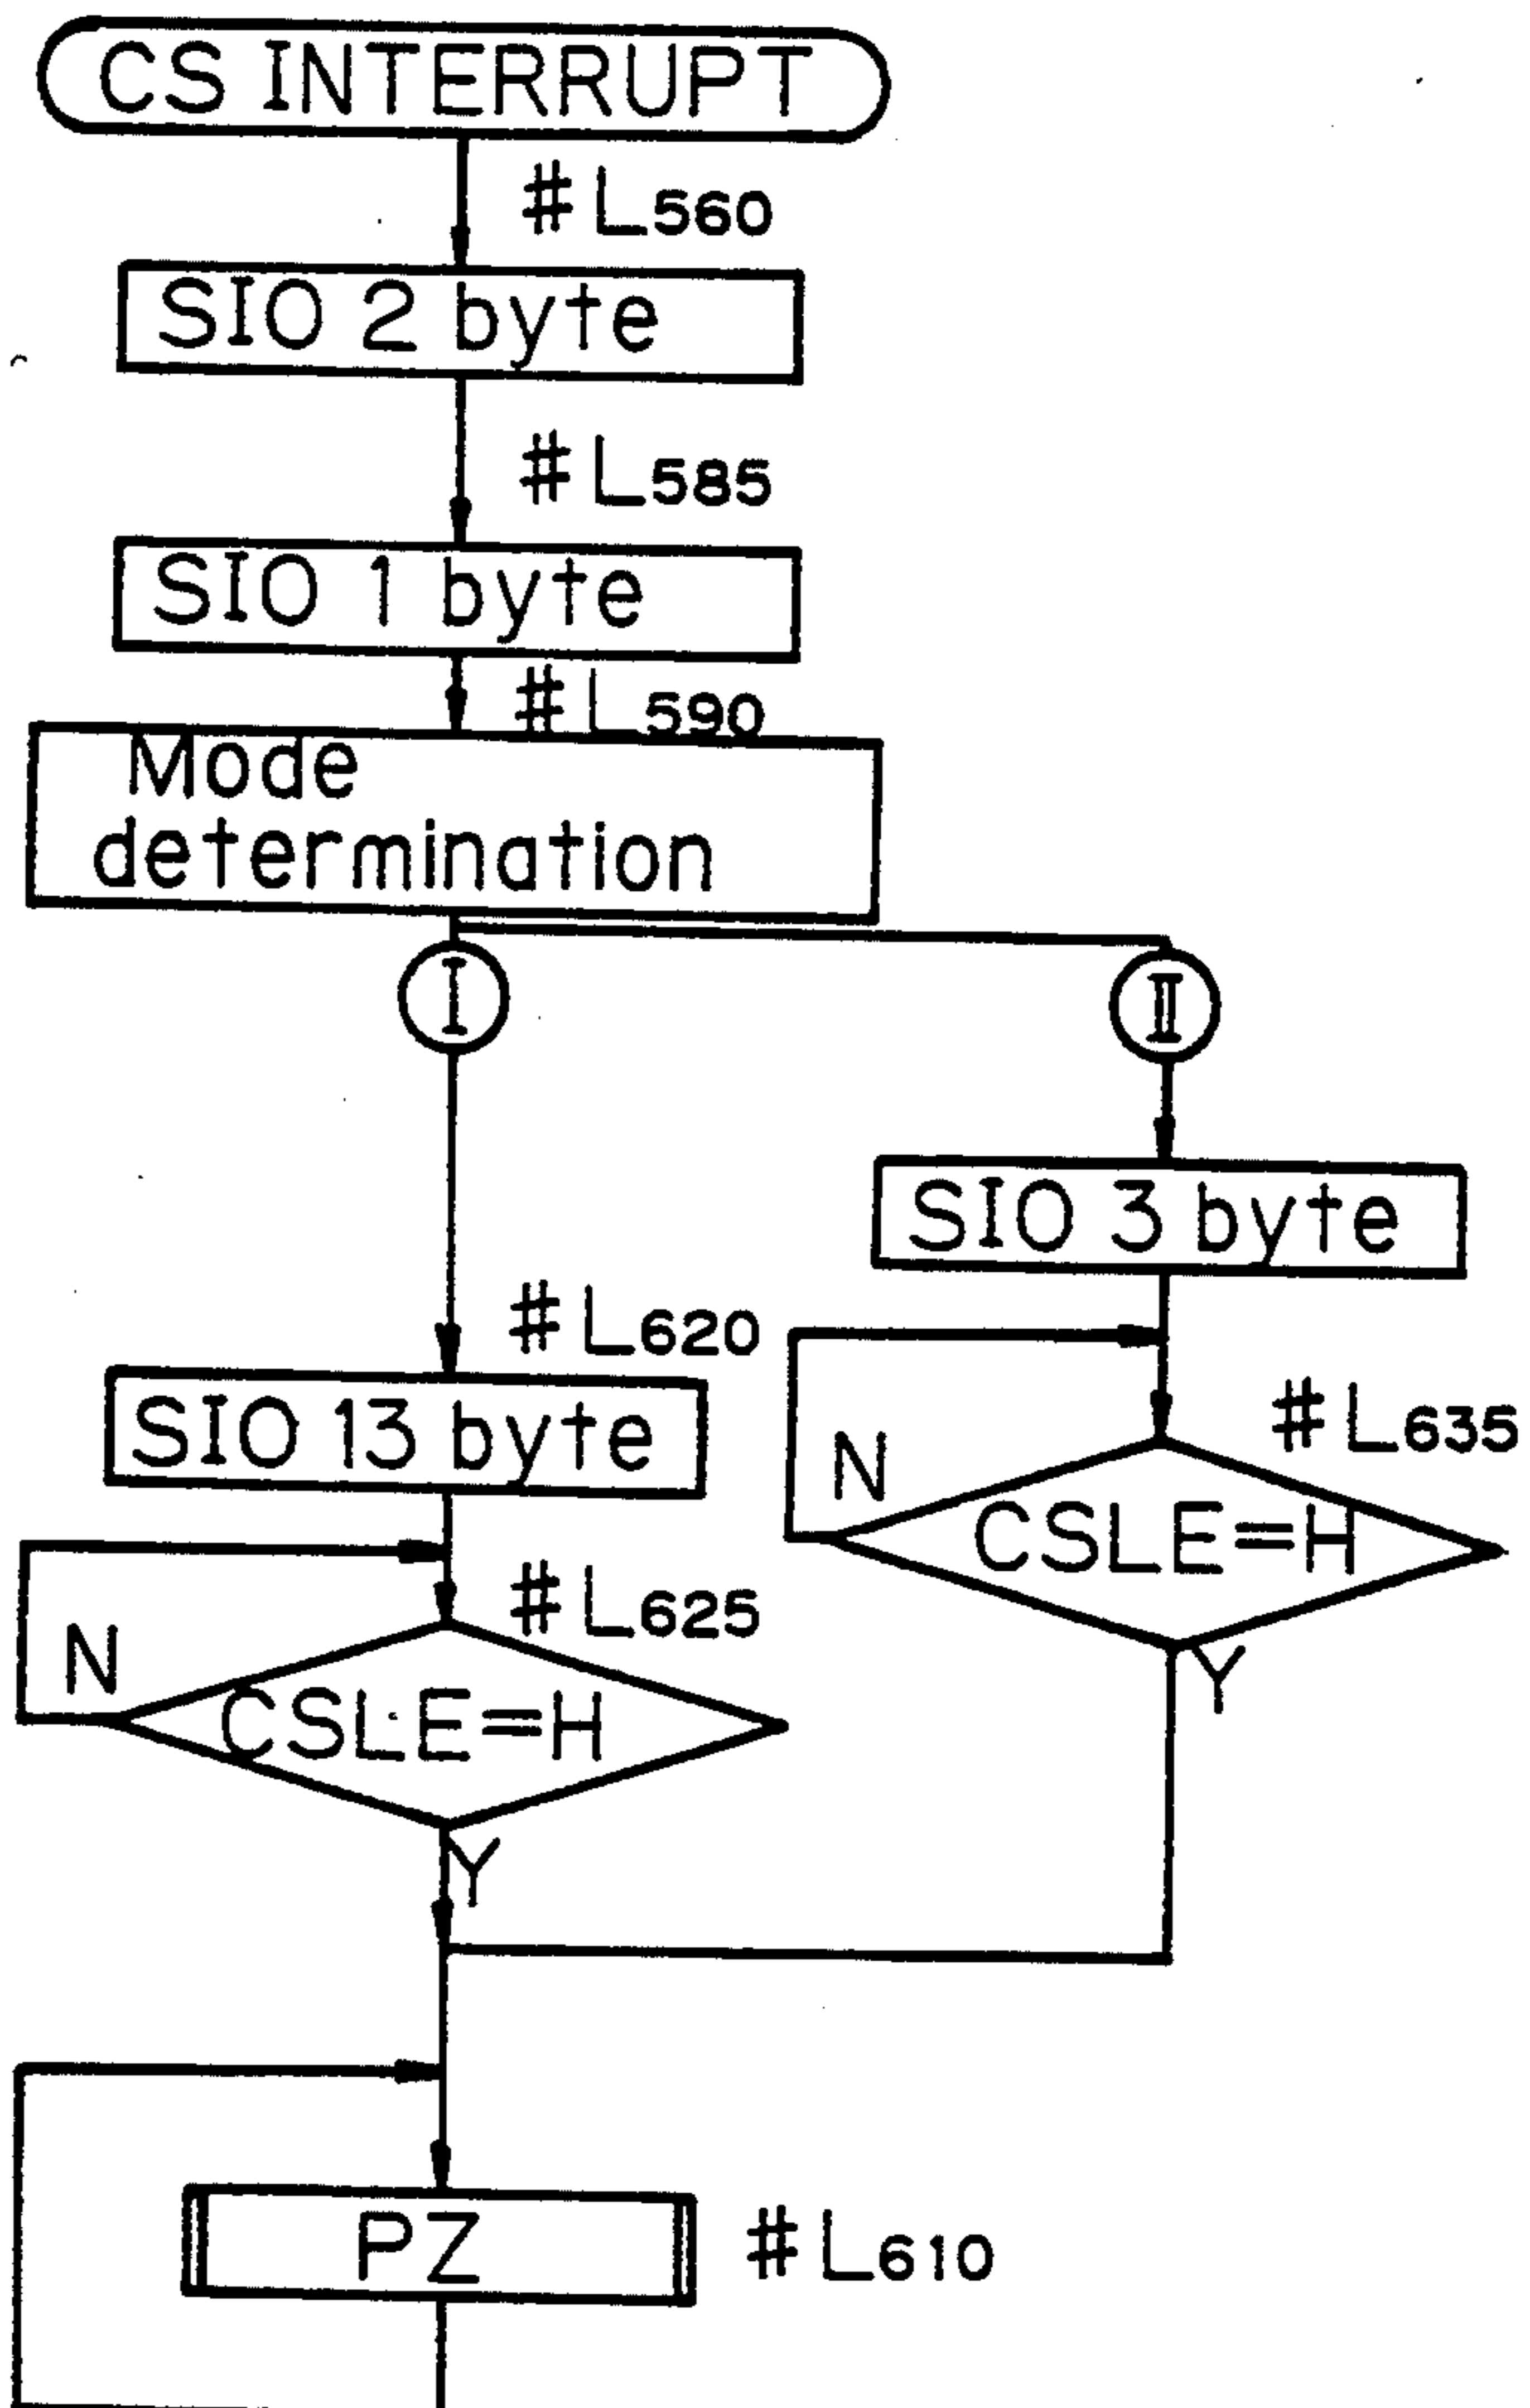 CS INTERRUPT
#L560
SIO 2 byte
#L585
SIO 1 byte
#L590
Mode
determination
I
II
SIO 3 byte
#L620
SIO 13 byte
#L635
N
CSLE=H
Y
#L625
N
CSLE=H
Y
PZ
#L610